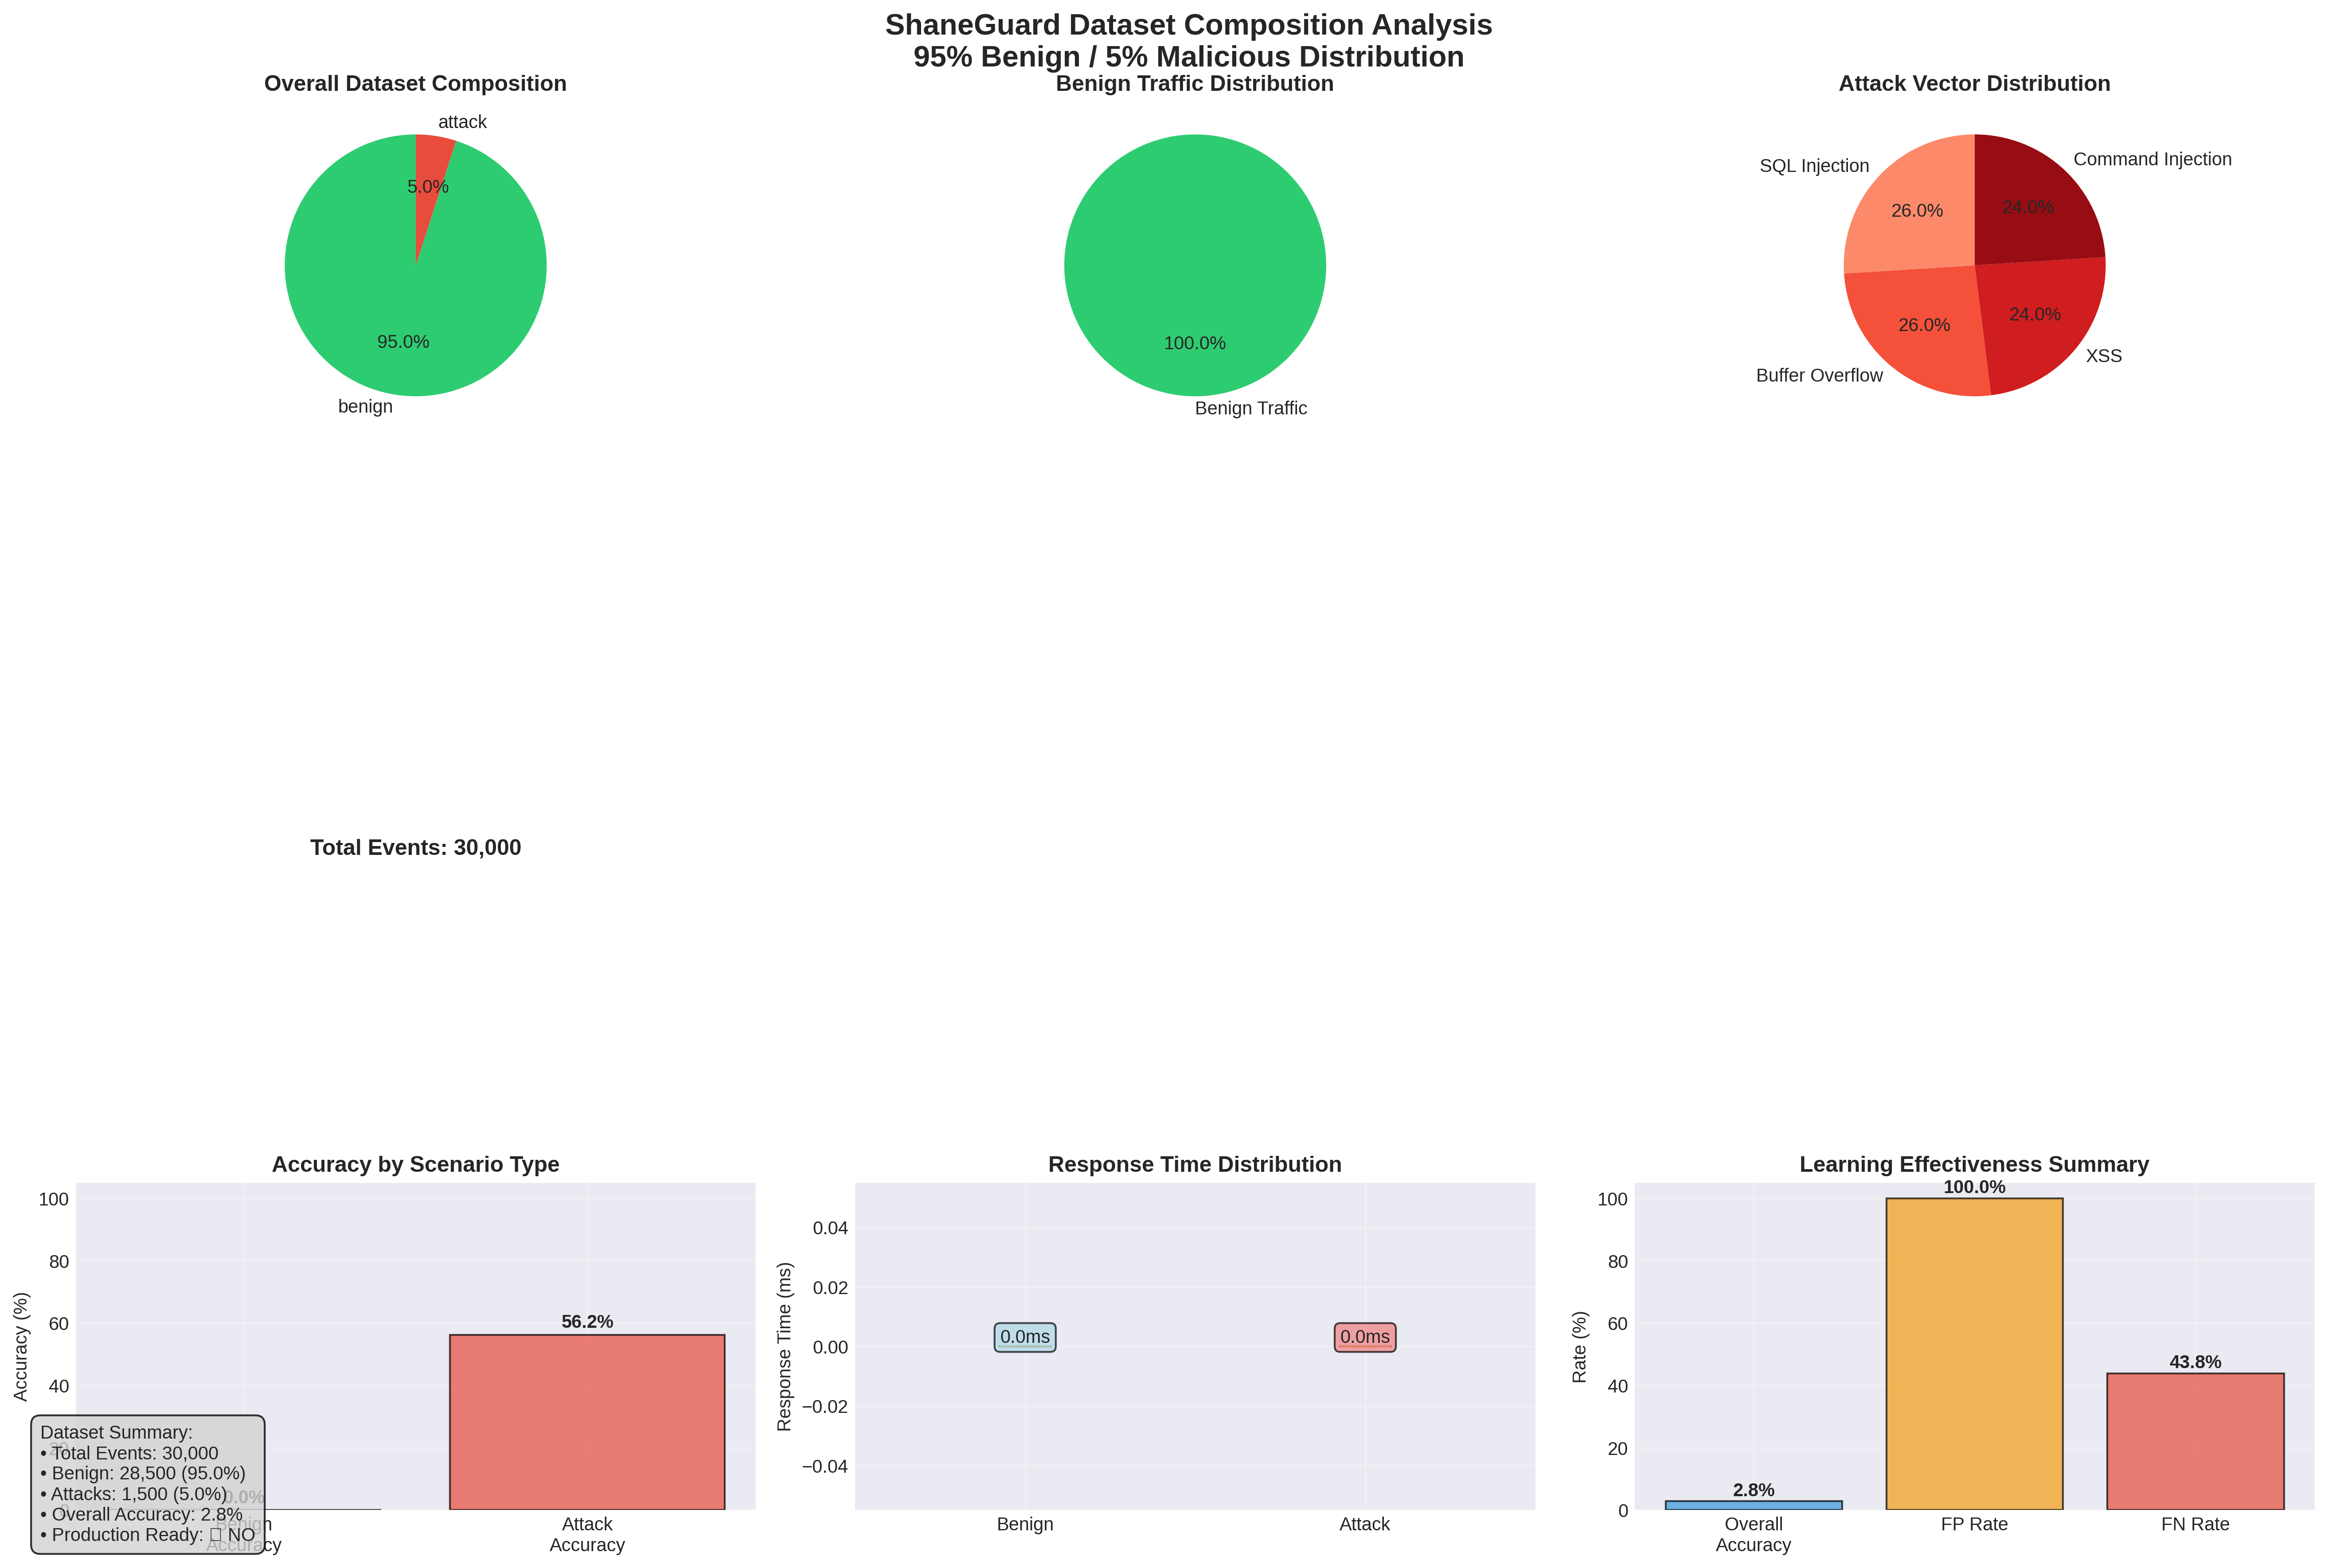 ShaneGuard Dataset Composition Analysis
95% Benign / 5% Malicious Distribution
Overall Dataset Composition
attack
5.0%
95.0%
benign
Benign Traffic Distribution
100.0%
Benign Traffic
Attack Vector Distribution
SQL Injection
Command Injection
26.0%
24.0%
26.0%
24.0%
Buffer Overflow
XSS
Total Events: 30,000
Accuracy by Scenario Type
Accuracy (%)
100
80
60
40
20
0
0.0%
56.2%
Benign
Accuracy
Attack
Accuracy
Dataset Summary:
• Total Events: 30,000
• Benign: 28,500 (95.0%)
• Attacks: 1,500 (5.0%)
• Overall Accuracy: 2.8%
• Production Ready: ▯ NO
Response Time Distribution
Response Time (ms)
0.04
0.02
0.00
−0.02
−0.04
0.0ms
0.0ms
Benign
Attack
Learning Effectiveness Summary
Rate (%)
100
80
60
40
20
0
2.8%
100.0%
43.8%
Overall
Accuracy
FP Rate
FN Rate